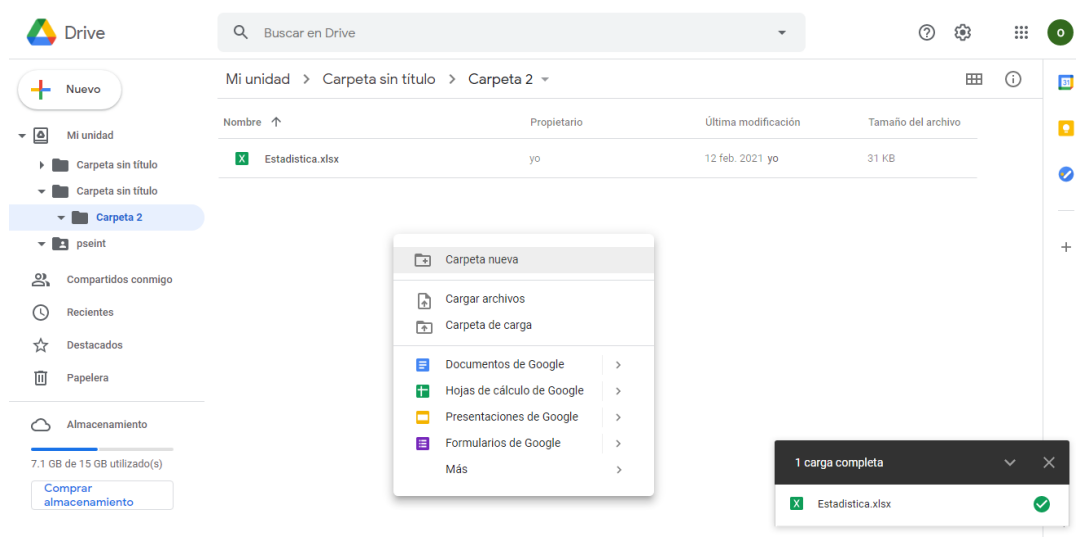 Drive
Buscar en Drive
o
Nuevo
Mi unidad > Carpeta sin título > Carpeta 2
31
Nombre Propietario Última modificación Tamaño del archivo
Estadistica.xlsx yo 12 feb. 2021 yo 31 KB
Mi unidad
Carpeta sin título
Carpeta sin título
Carpeta 2
pseint
Compartidos conmigo
Recientes
Destacados
Papelera
Almacenamiento
7.1 GB de 15 GB utilizado(s)
Comprar
almacenamiento
Carpeta nueva
Cargar archivos
Carpeta de carga
Documentos de Google
Hojas de cálculo de Google
Presentaciones de Google
Formularios de Google
Más
1 carga completa
Estadistica.xlsx